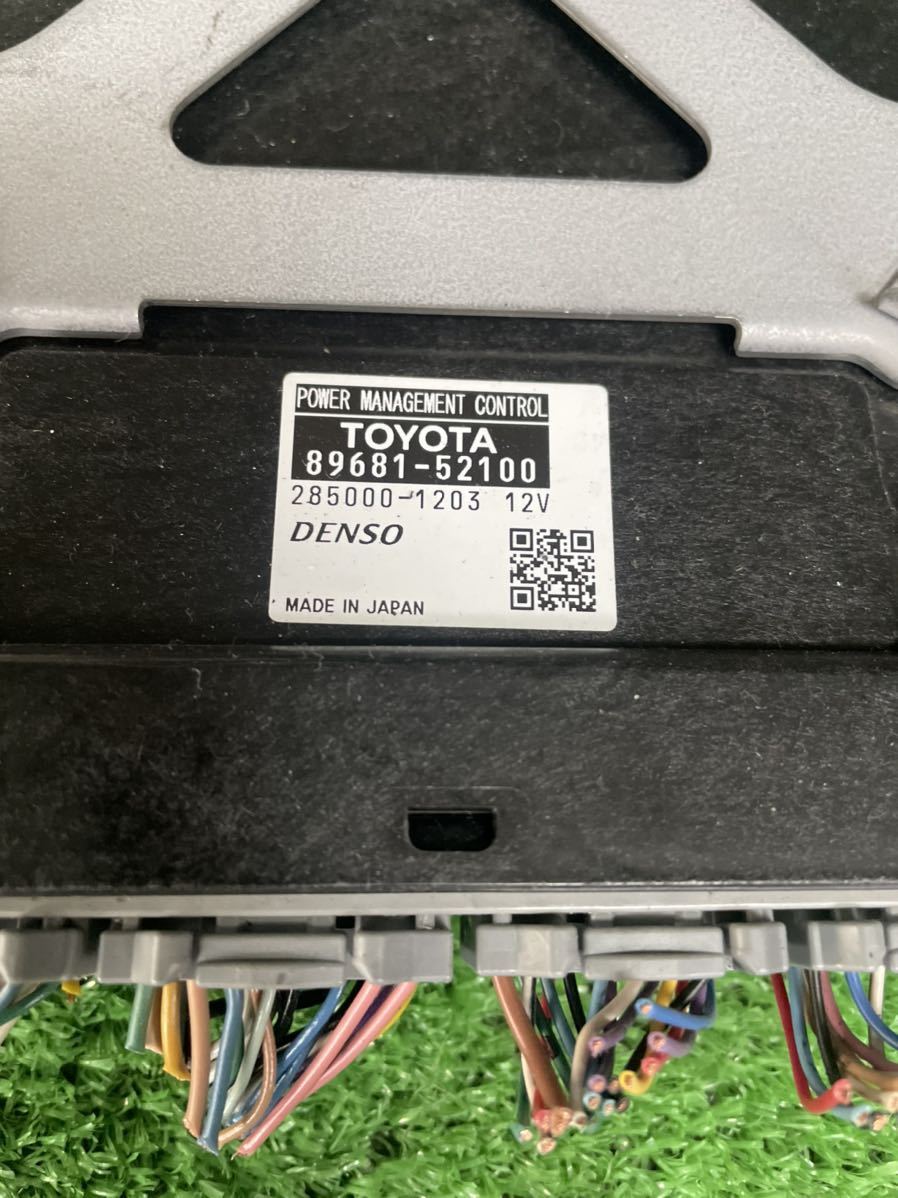 POWER MANAGEMENT CONTROL
TOYOTA
89681-52100
285000-1203 12V
DENSO
MADE IN JAPAN